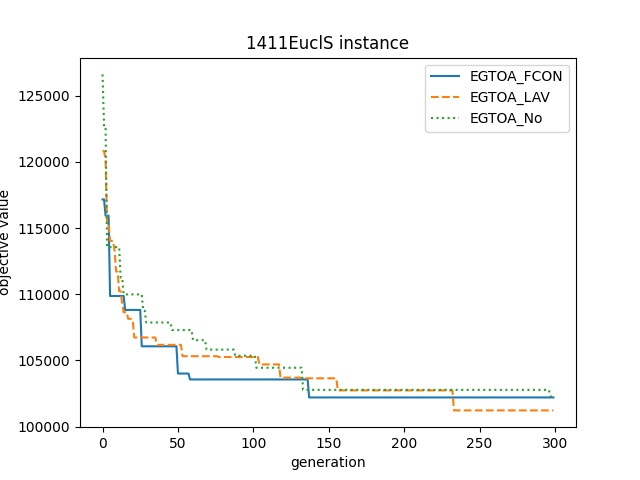 1411EuclS instance
EGTOA_FCON
EGTOA_LAV
EGTOA_No
objective value
125000
120000
115000
110000
105000
100000
0 50 100 150 200 250 300
generation